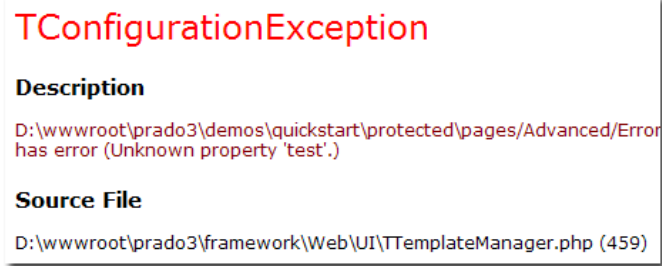 TConfigurationException
Description
D:\wwwroot\prado3\demos\quickstart\protected\pages/Advanced/Error
has error (Unknown property 'test'.)
Source File
D:\wwwroot\prado3\framework\Web\UI\TTemplateManager.php (459)